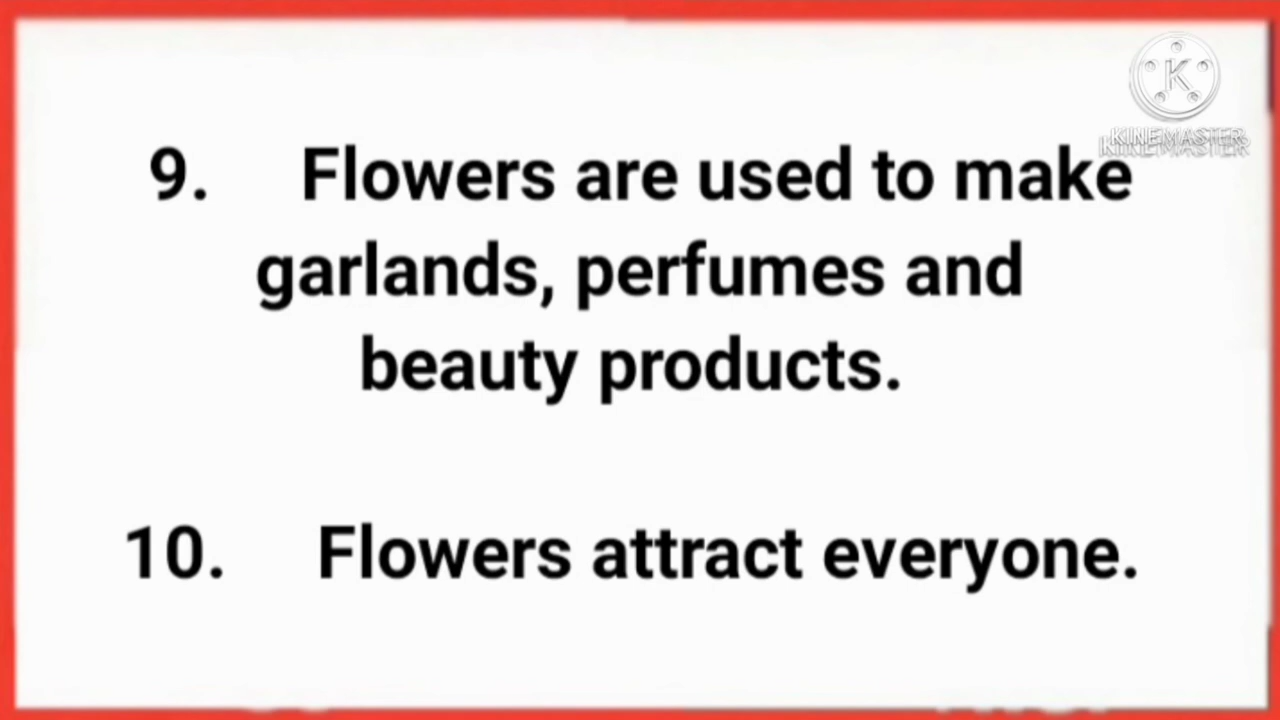 K
KINEMASTER
9. Flowers are used to make
garlands, perfumes and
beauty products.
10. Flowers attract everyone.